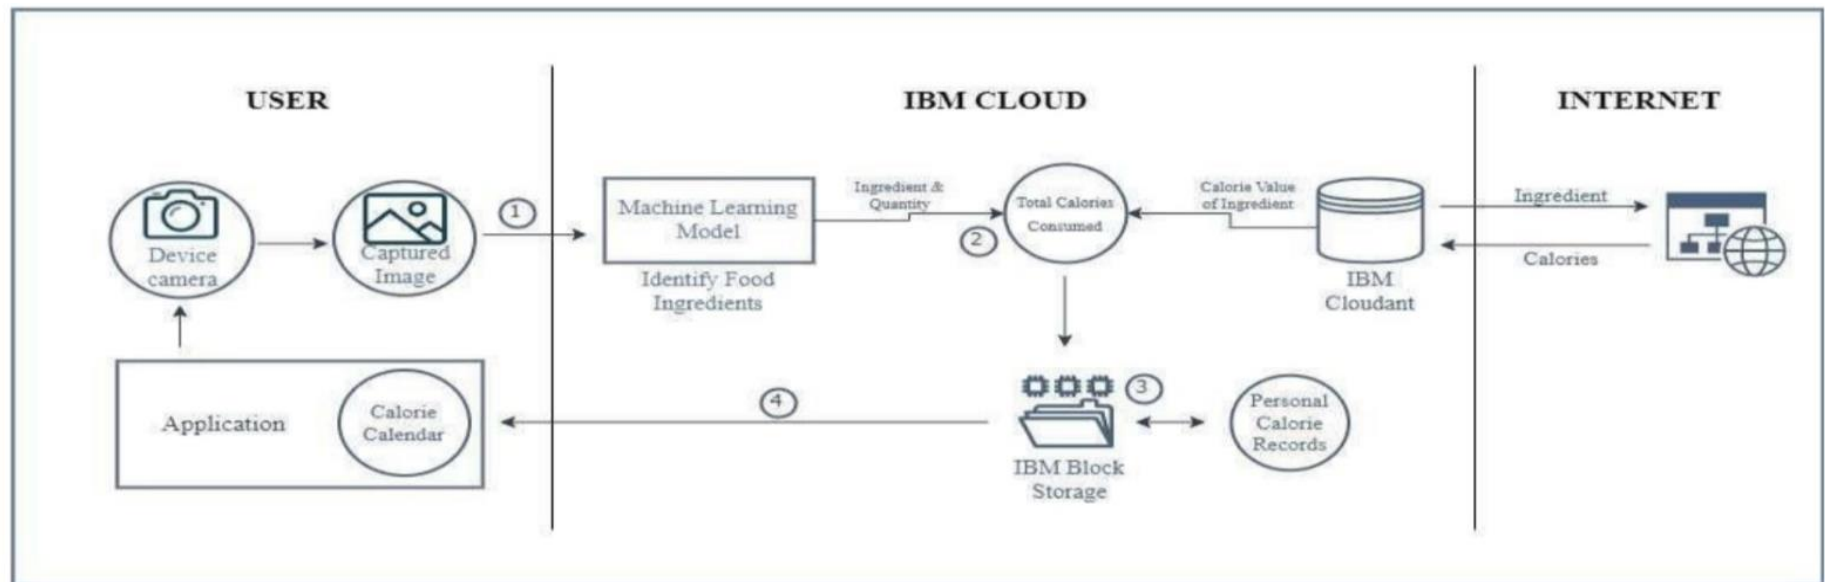 USER
IBM CLOUD
INTERNET
Device
camera
Captured
Image
1
Machine Learning
Model
Identify Food
Ingredients
Ingredient &
Quantity
2
Total Calories
Consumed
Calorie Value
of Ingredient
IBM
Cloudant
Ingredient
Calories
Application
Calorie
Calendar
4
3
IBM Block
Storage
Personal
Calorie
Records